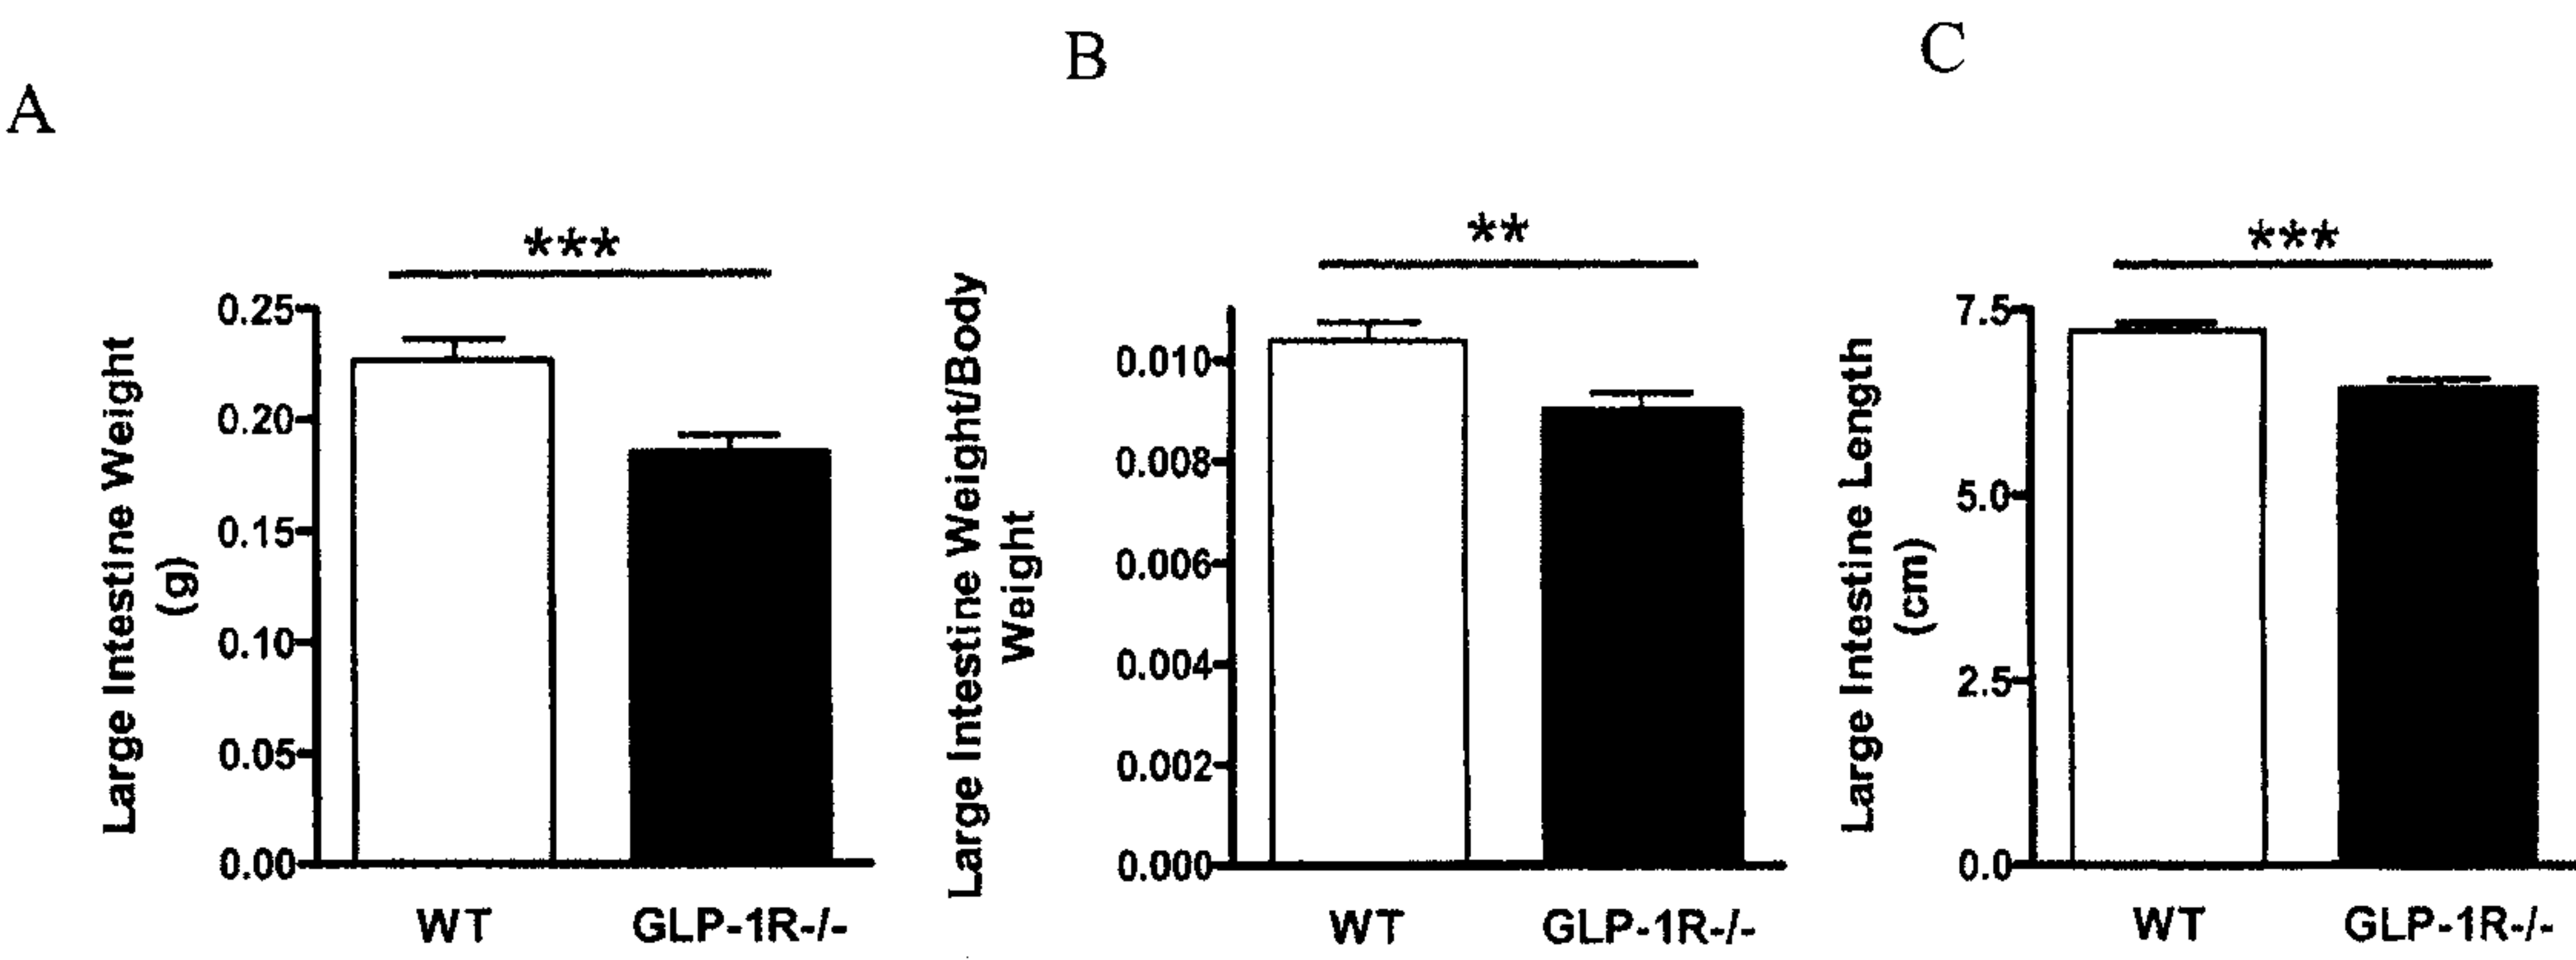 A
***
Large Intestine Weight
(g)
0.25
0.20
0.15
0.10
0.05
0.00
WT
GLP-1R-/-
B
**
Large Intestine Weight/Body
Weight
0.010
0.008
0.006
0.004
0.002
0.000
WT
GLP-1R-/-
C
***
Large Intestine Length
(cm)
7.5
5.0
2.5
0.0
WT
GLP-1R-/-